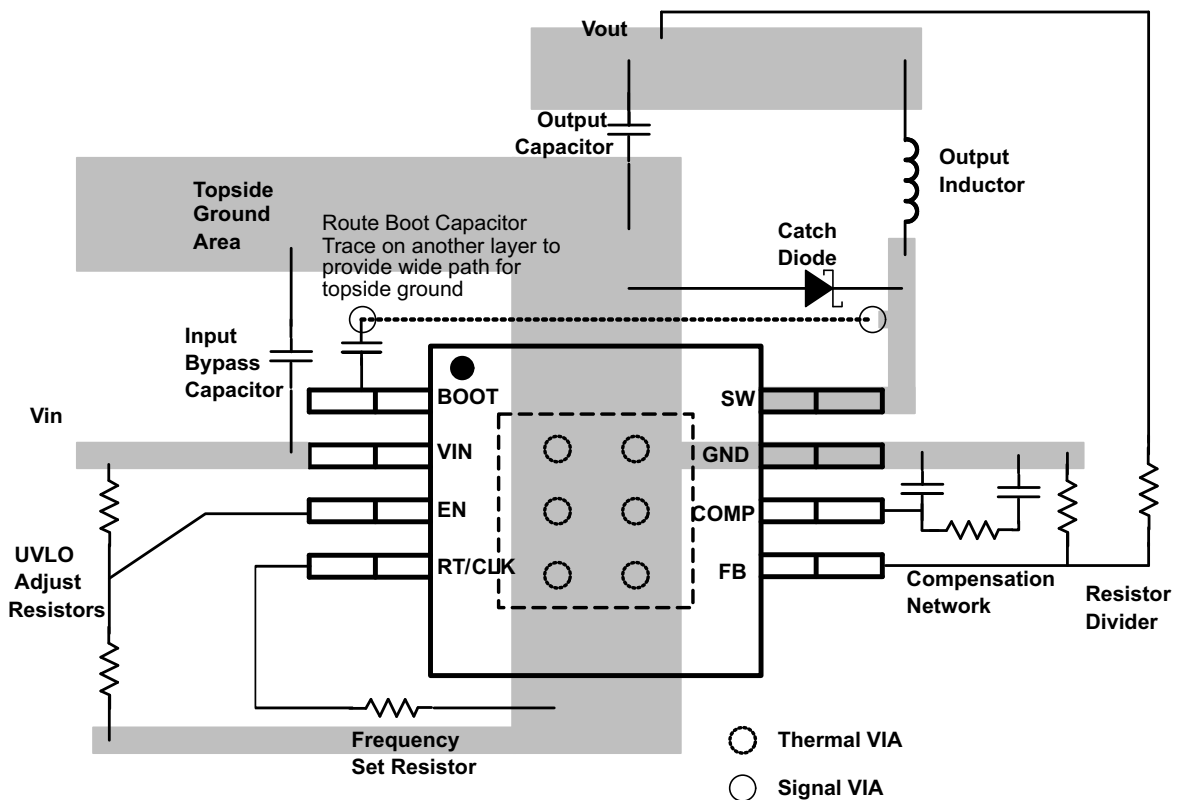 Vout
Output
Capacitor
Output
Inductor
Topside
Ground
Area
Route Boot Capacitor
Trace on another layer to
provide wide path for
topside ground
Catch
Diode
Input
Bypass
Capacitor
BOOT
SW
Vin
VIN
GND
EN
COMP
RT/CLK
FB
UVLO
Adjust
Resistors
Compensation
Network
Resistor
Divider
Frequency
Set Resistor
Thermal VIA
Signal VIA